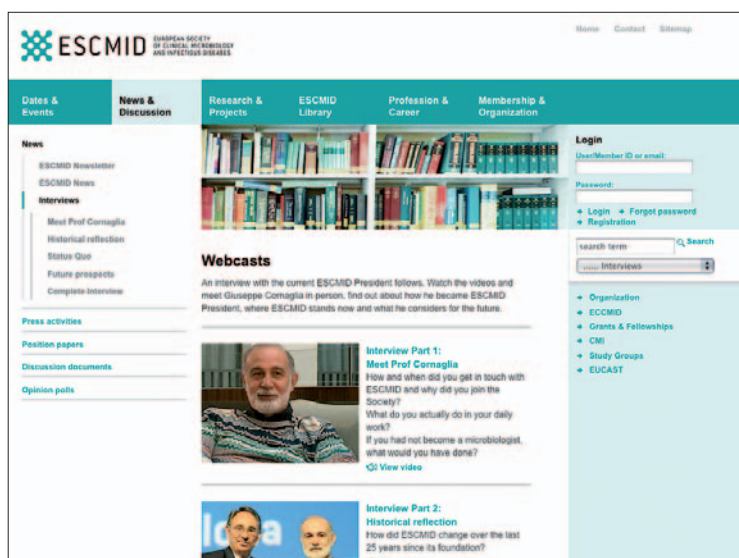 Home Contact Sitemap
ESCMID
EUROPEAN SOCIETY
OF CLINICAL MICROBIOLOGY
AND INFECTIOUS DISEASES
Dates &
Events
News &
Discussion
Research &
Projects
ESCMID
Library
Profession &
Career
Membership &
Organization
News
ESCMID Newsletter
ESCMID News
Interviews
Meet Prof Cornaglia
Historical reflection
Status Quo
Future prospects
Complete Interview
Press activities
Position papers
Discussion documents
Opinion polls
Webcasts
An interview with the current ESCMID President follows. Watch the videos and
meet Giuseppe Cornaglia in person, find out about how he became ESCMID
President, where ESCMID stands now and what he considers for the future.
Interview Part 1:
Meet Prof Cornaglia
How and when did you get in touch with
ESCMID and why did you join the
Society?
What do you actually do in your daily
work?
If you had not become a microbiologist,
what would you have done?
View video
Interview Part 2:
Historical reflection
How did ESCMID change over the last
25 years since its foundation?
Login
User/Member ID or email:
Password:
Login Forgot password
Registration
search term Search
...... Interviews
Organization
ECCMID
Grants & Fellowships
CMI
Study Groups
EUCAST